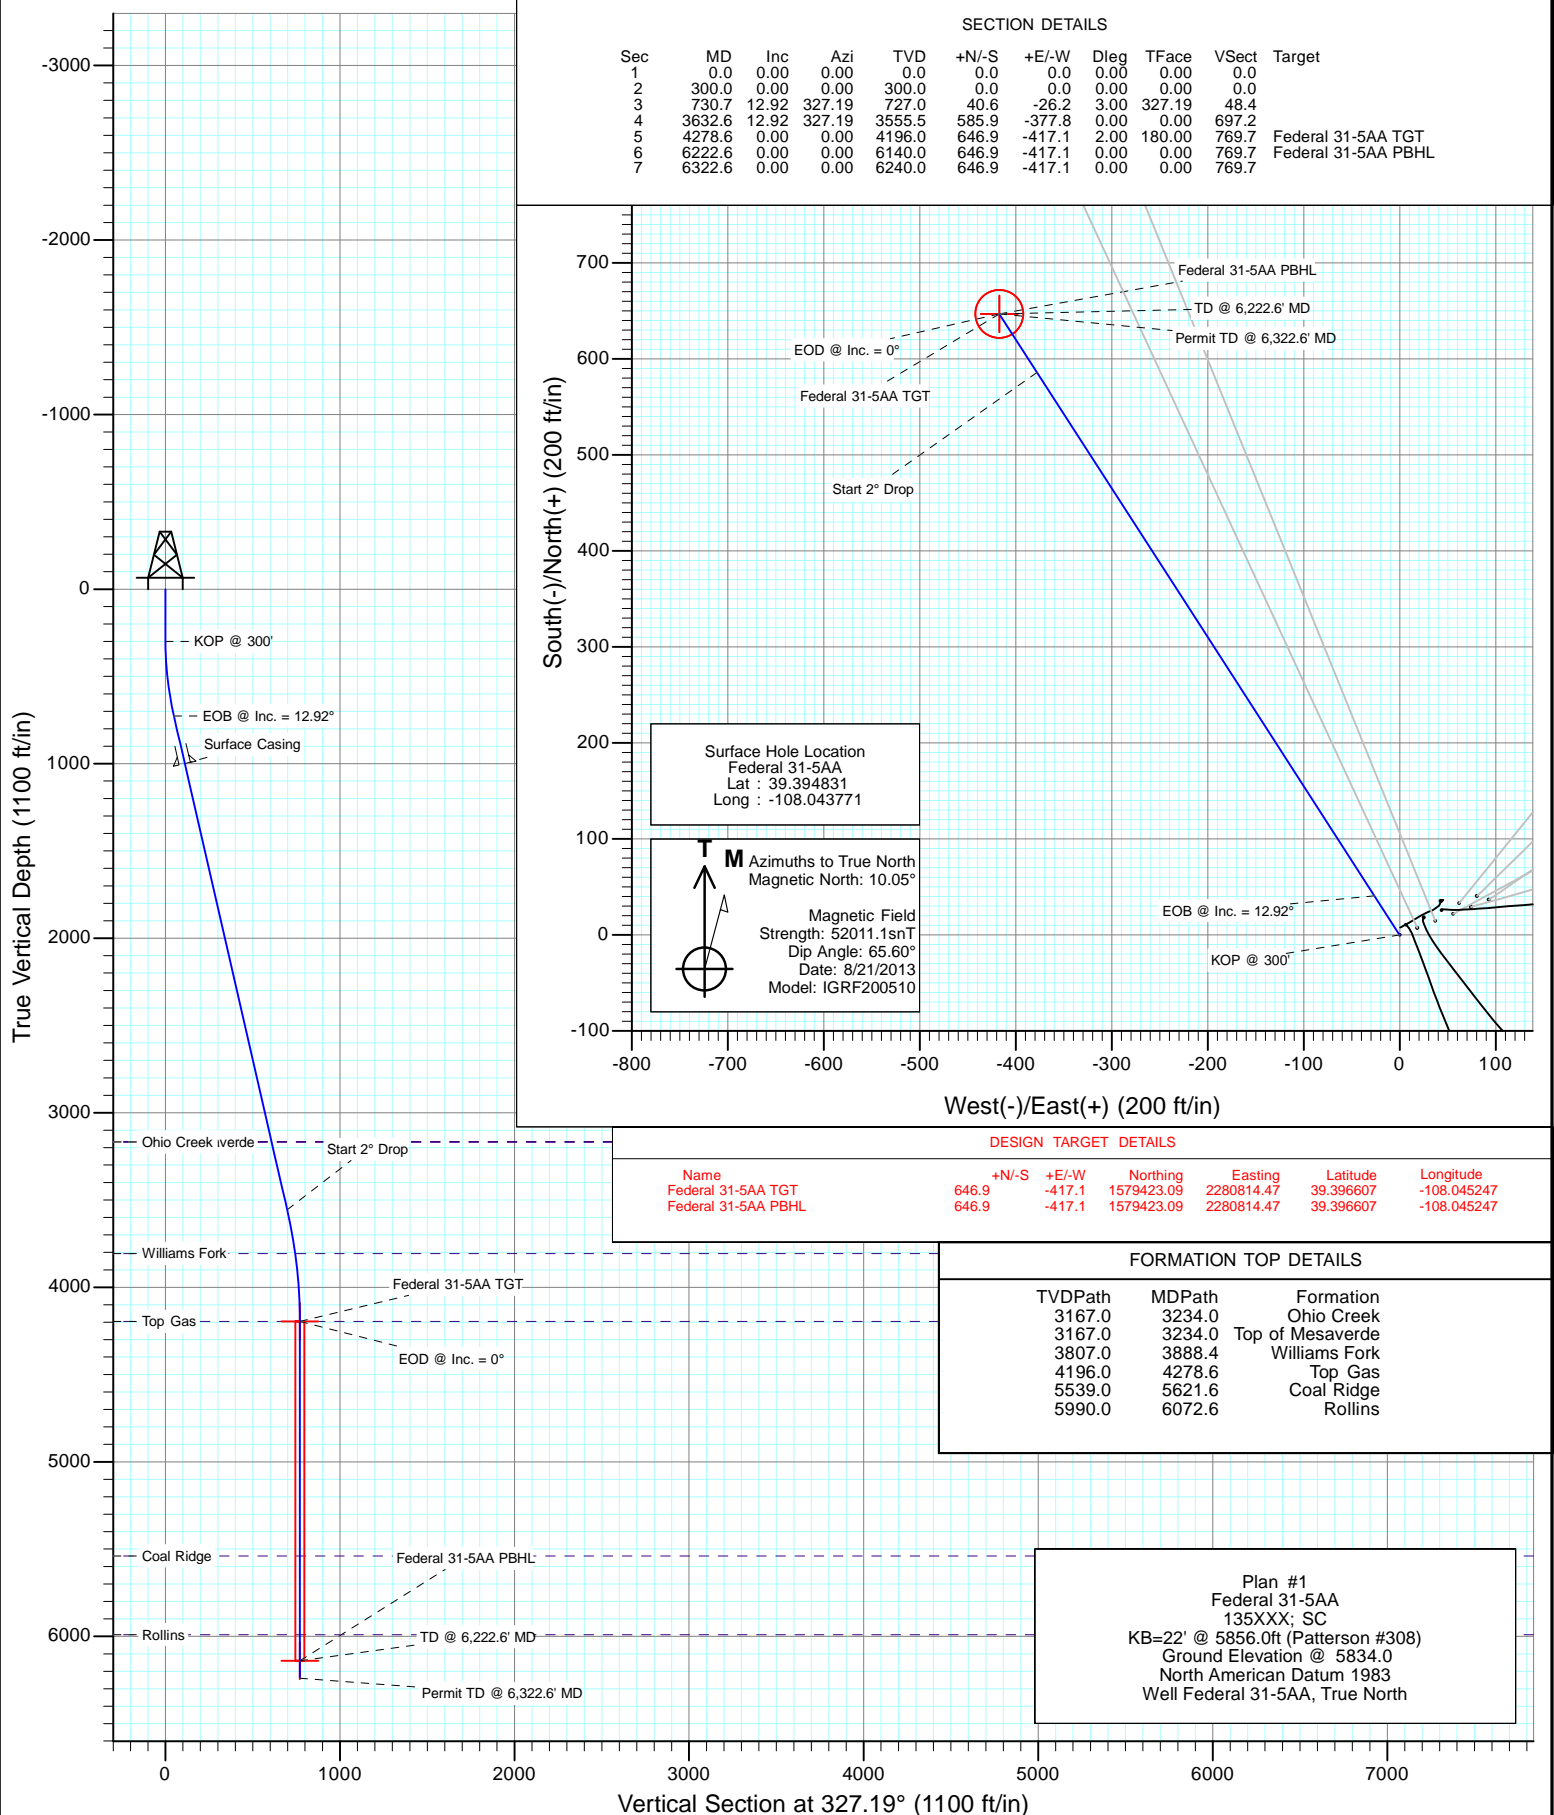 SECTION DETAILS
Sec MD Inc Azi TVD +N/-S +E/-W Dleg TFace VSect Target
1 0.0 0.00 0.00 0.0 0.0 0.0 0.00 0.00 0.0
2 300.0 0.00 0.00 300.0 0.0 0.0 0.00 0.00 0.0
3 730.7 12.92 327.19 727.0 40.6 -26.2 3.00 327.19 48.4
4 3632.6 12.92 327.19 3555.5 585.9 -377.8 0.00 0.00 697.2
5 4278.6 0.00 0.00 4196.0 646.9 -417.1 2.00 180.00 769.7 Federal 31-5AA TGT
6 6222.6 0.00 0.00 6140.0 646.9 -417.1 0.00 0.00 769.7 Federal 31-5AA PBHL
7 6322.6 0.00 0.00 6240.0 646.9 -417.1 0.00 0.00 769.7
True Vertical Depth (1100 ft/in)
-3000
-2000
-1000
0
1000
2000
3000
4000
5000
6000
KOP @ 300'
EOB @ Inc. = 12.92°
Surface Casing
Ohio Creek
verde
Start 2° Drop
Williams Fork
Federal 31-5AA TGT
Top Gas
EOD @ Inc. = 0°
Coal Ridge
Federal 31-5AA PBHL
Rollins
TD @ 6,222.6' MD
Permit TD @ 6,322.6' MD
0 1000 2000 3000 4000 5000 6000 7000
Vertical Section at 327.19° (1100 ft/in)
South(-)/North(+) (200 ft/in)
700
600
500
400
300
200
100
0
-100
Federal 31-5AA PBHL
TD @ 6,222.6' MD
Permit TD @ 6,322.6' MD
EOD @ Inc. = 0°
Federal 31-5AA TGT
Start 2° Drop
EOB @ Inc. = 12.92°
KOP @ 300'
Surface Hole Location
Federal 31-5AA
Lat : 39.394831
Long : -108.043771
T
M
Azimuths to True North
Magnetic North: 10.05°
Magnetic Field
Strength: 52011.1snT
Dip Angle: 65.60°
Date: 8/21/2013
Model: IGRF200510
-800 -700 -600 -500 -400 -300 -200 -100 0 100
West(-)/East(+) (200 ft/in)
DESIGN TARGET DETAILS
Name +N/-S +E/-W Northing Easting Latitude Longitude
Federal 31-5AA TGT 646.9 -417.1 1579423.09 2280814.47 39.396607 -108.045247
Federal 31-5AA PBHL 646.9 -417.1 1579423.09 2280814.47 39.396607 -108.045247
FORMATION TOP DETAILS
TVDPath MDPath Formation
3167.0 3234.0 Ohio Creek
3167.0 3234.0 Top of Mesaverde
3807.0 3888.4 Williams Fork
4196.0 4278.6 Top Gas
5539.0 5621.6 Coal Ridge
5990.0 6072.6 Rollins
Plan #1
Federal 31-5AA
135XXX; SC
KB=22' @ 5856.0ft (Patterson #308)
Ground Elevation @ 5834.0
North American Datum 1983
Well Federal 31-5AA, True North